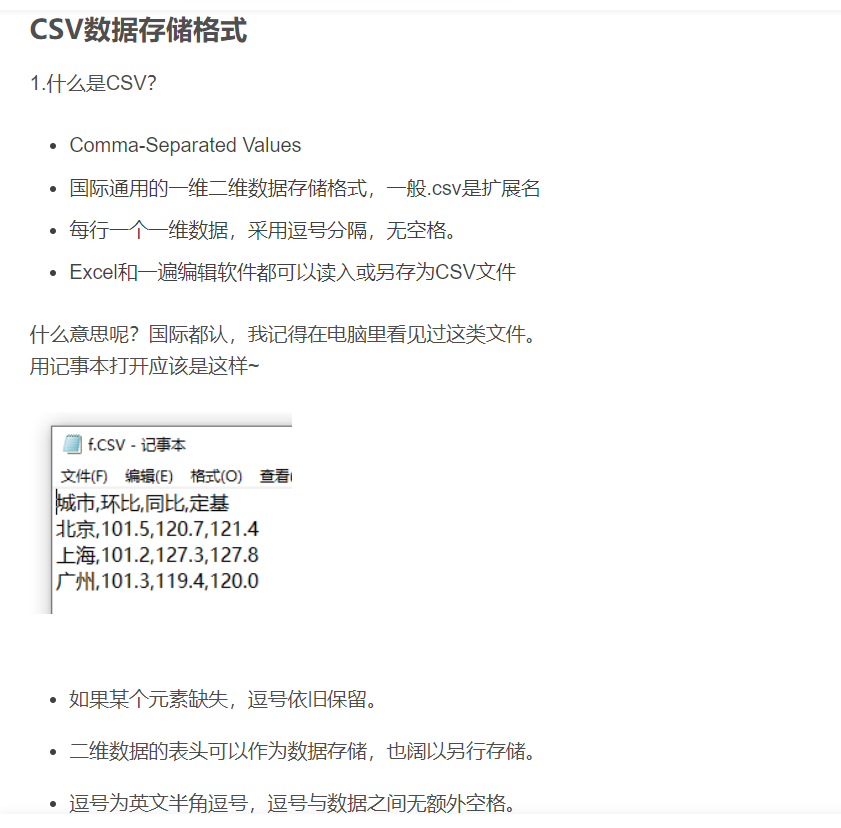 CSV数据存储格式
1.什么是CSV？
Comma-Separated Values
国际通用的一维二维数据存储格式，一般.csv是扩展名
每行一个一维数据，采用逗号分隔，无空格。
Excel和一遍编辑软件都可以读入或另存为CSV文件
什么意思呢？国际都认，我记得在电脑里看见过这类文件。
用记事本打开应该是这样~
f.CSV - 记事本
文件(F) 编辑(E) 格式(O) 查看(
城市,环比,同比,定基
北京,101.5,120.7,121.4
上海,101.2,127.3,127.8
广州,101.3,119.4,120.0
如果某个元素缺失，逗号依旧保留。
二维数据的表头可以作为数据存储，也阔以另行存储。
逗号为英文半角逗号，逗号与数据之间无额外空格。